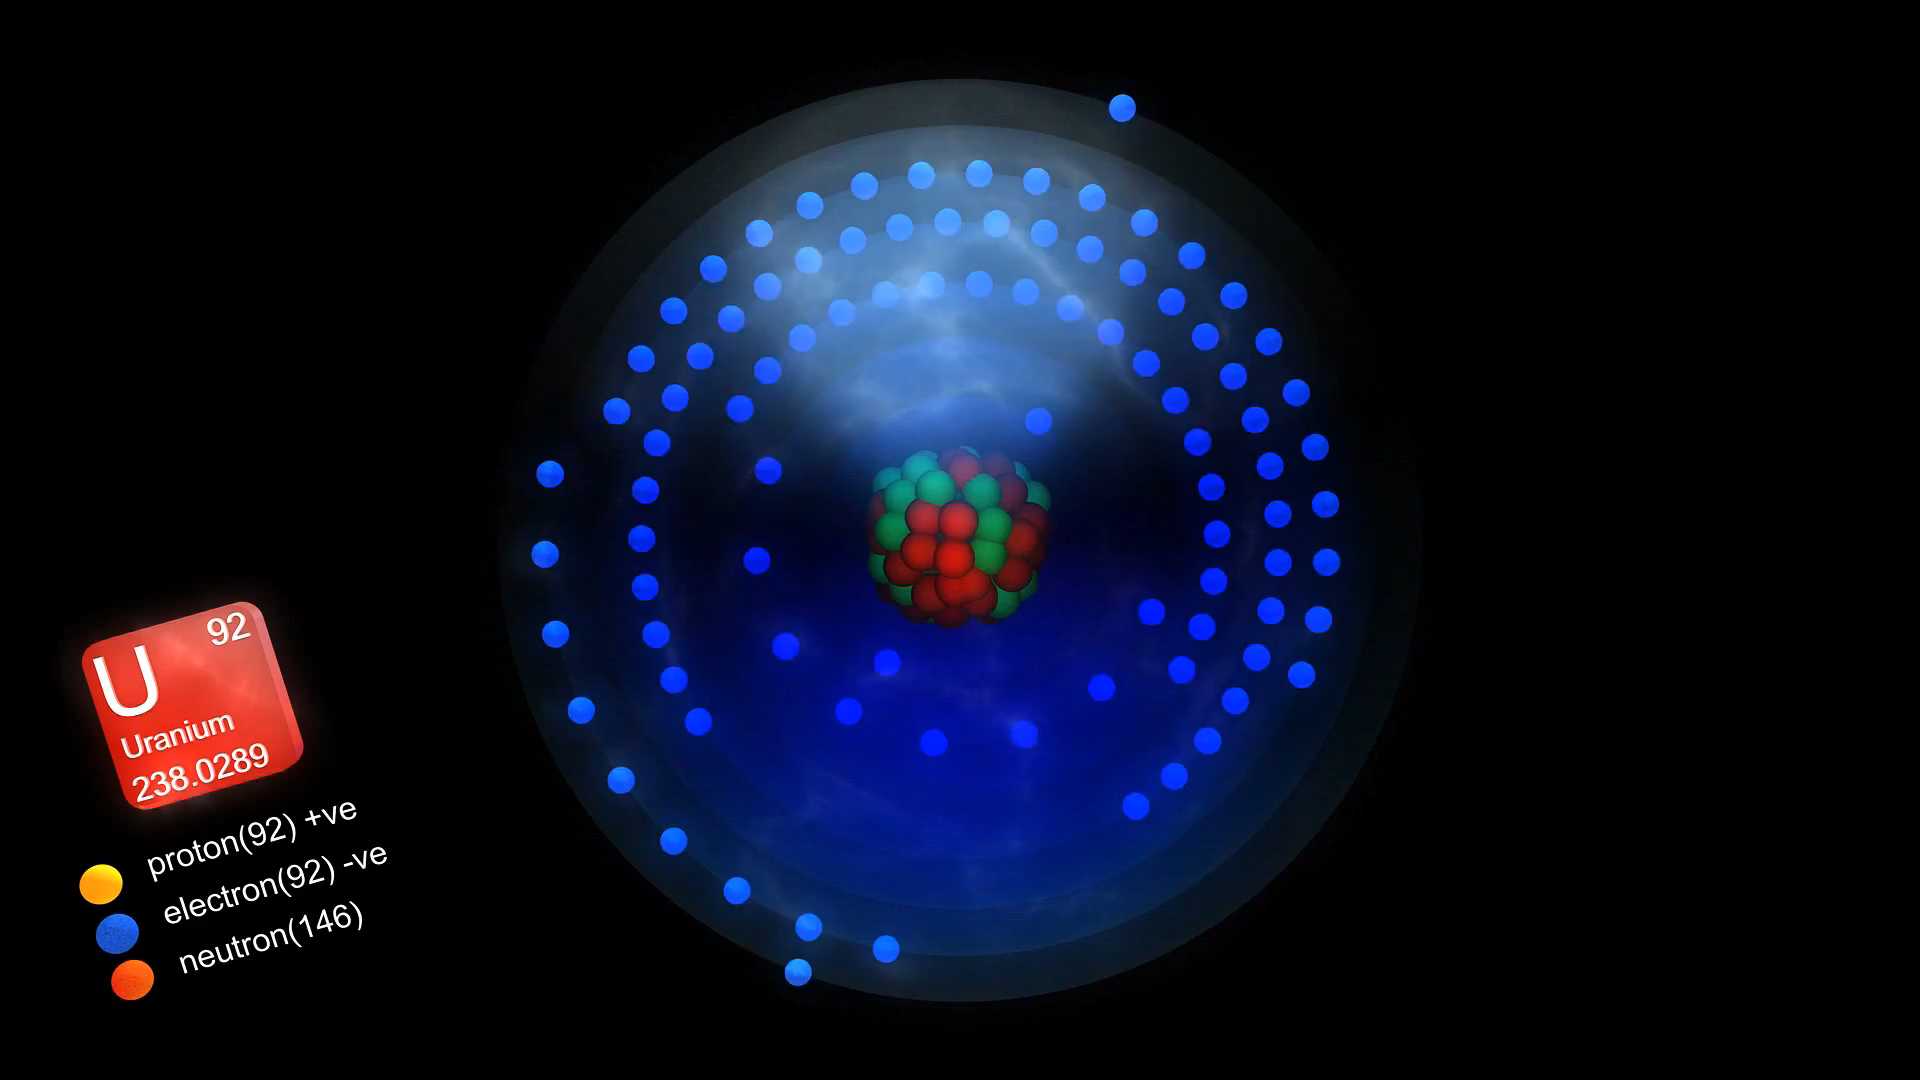 92
U
Uranium
238.0289
proton(92) +ve
electron(92) -ve
neutron(146)